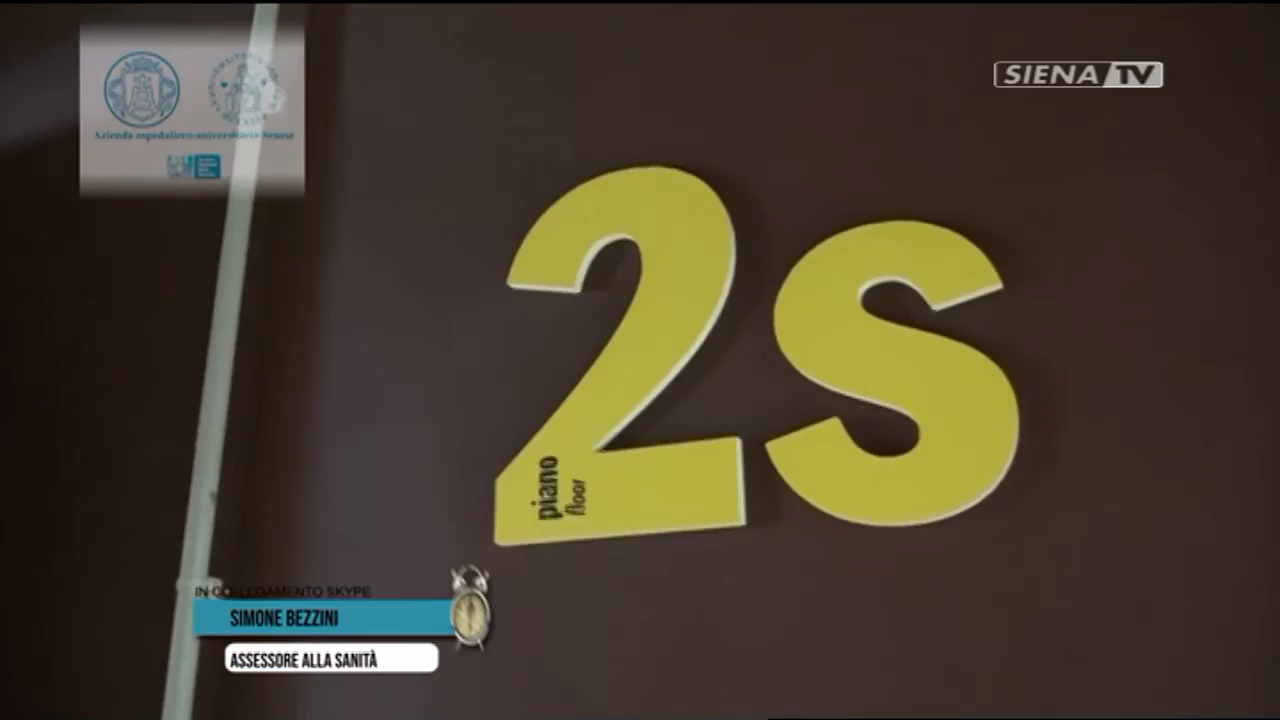 SIENA TV
Azienda ospedaliero-universitaria Senese
2s
piano
floor
IN COLLEGAMENTO SKYPE
SIMONE BEZZINI
ASSESSORE ALLA SANITÀ